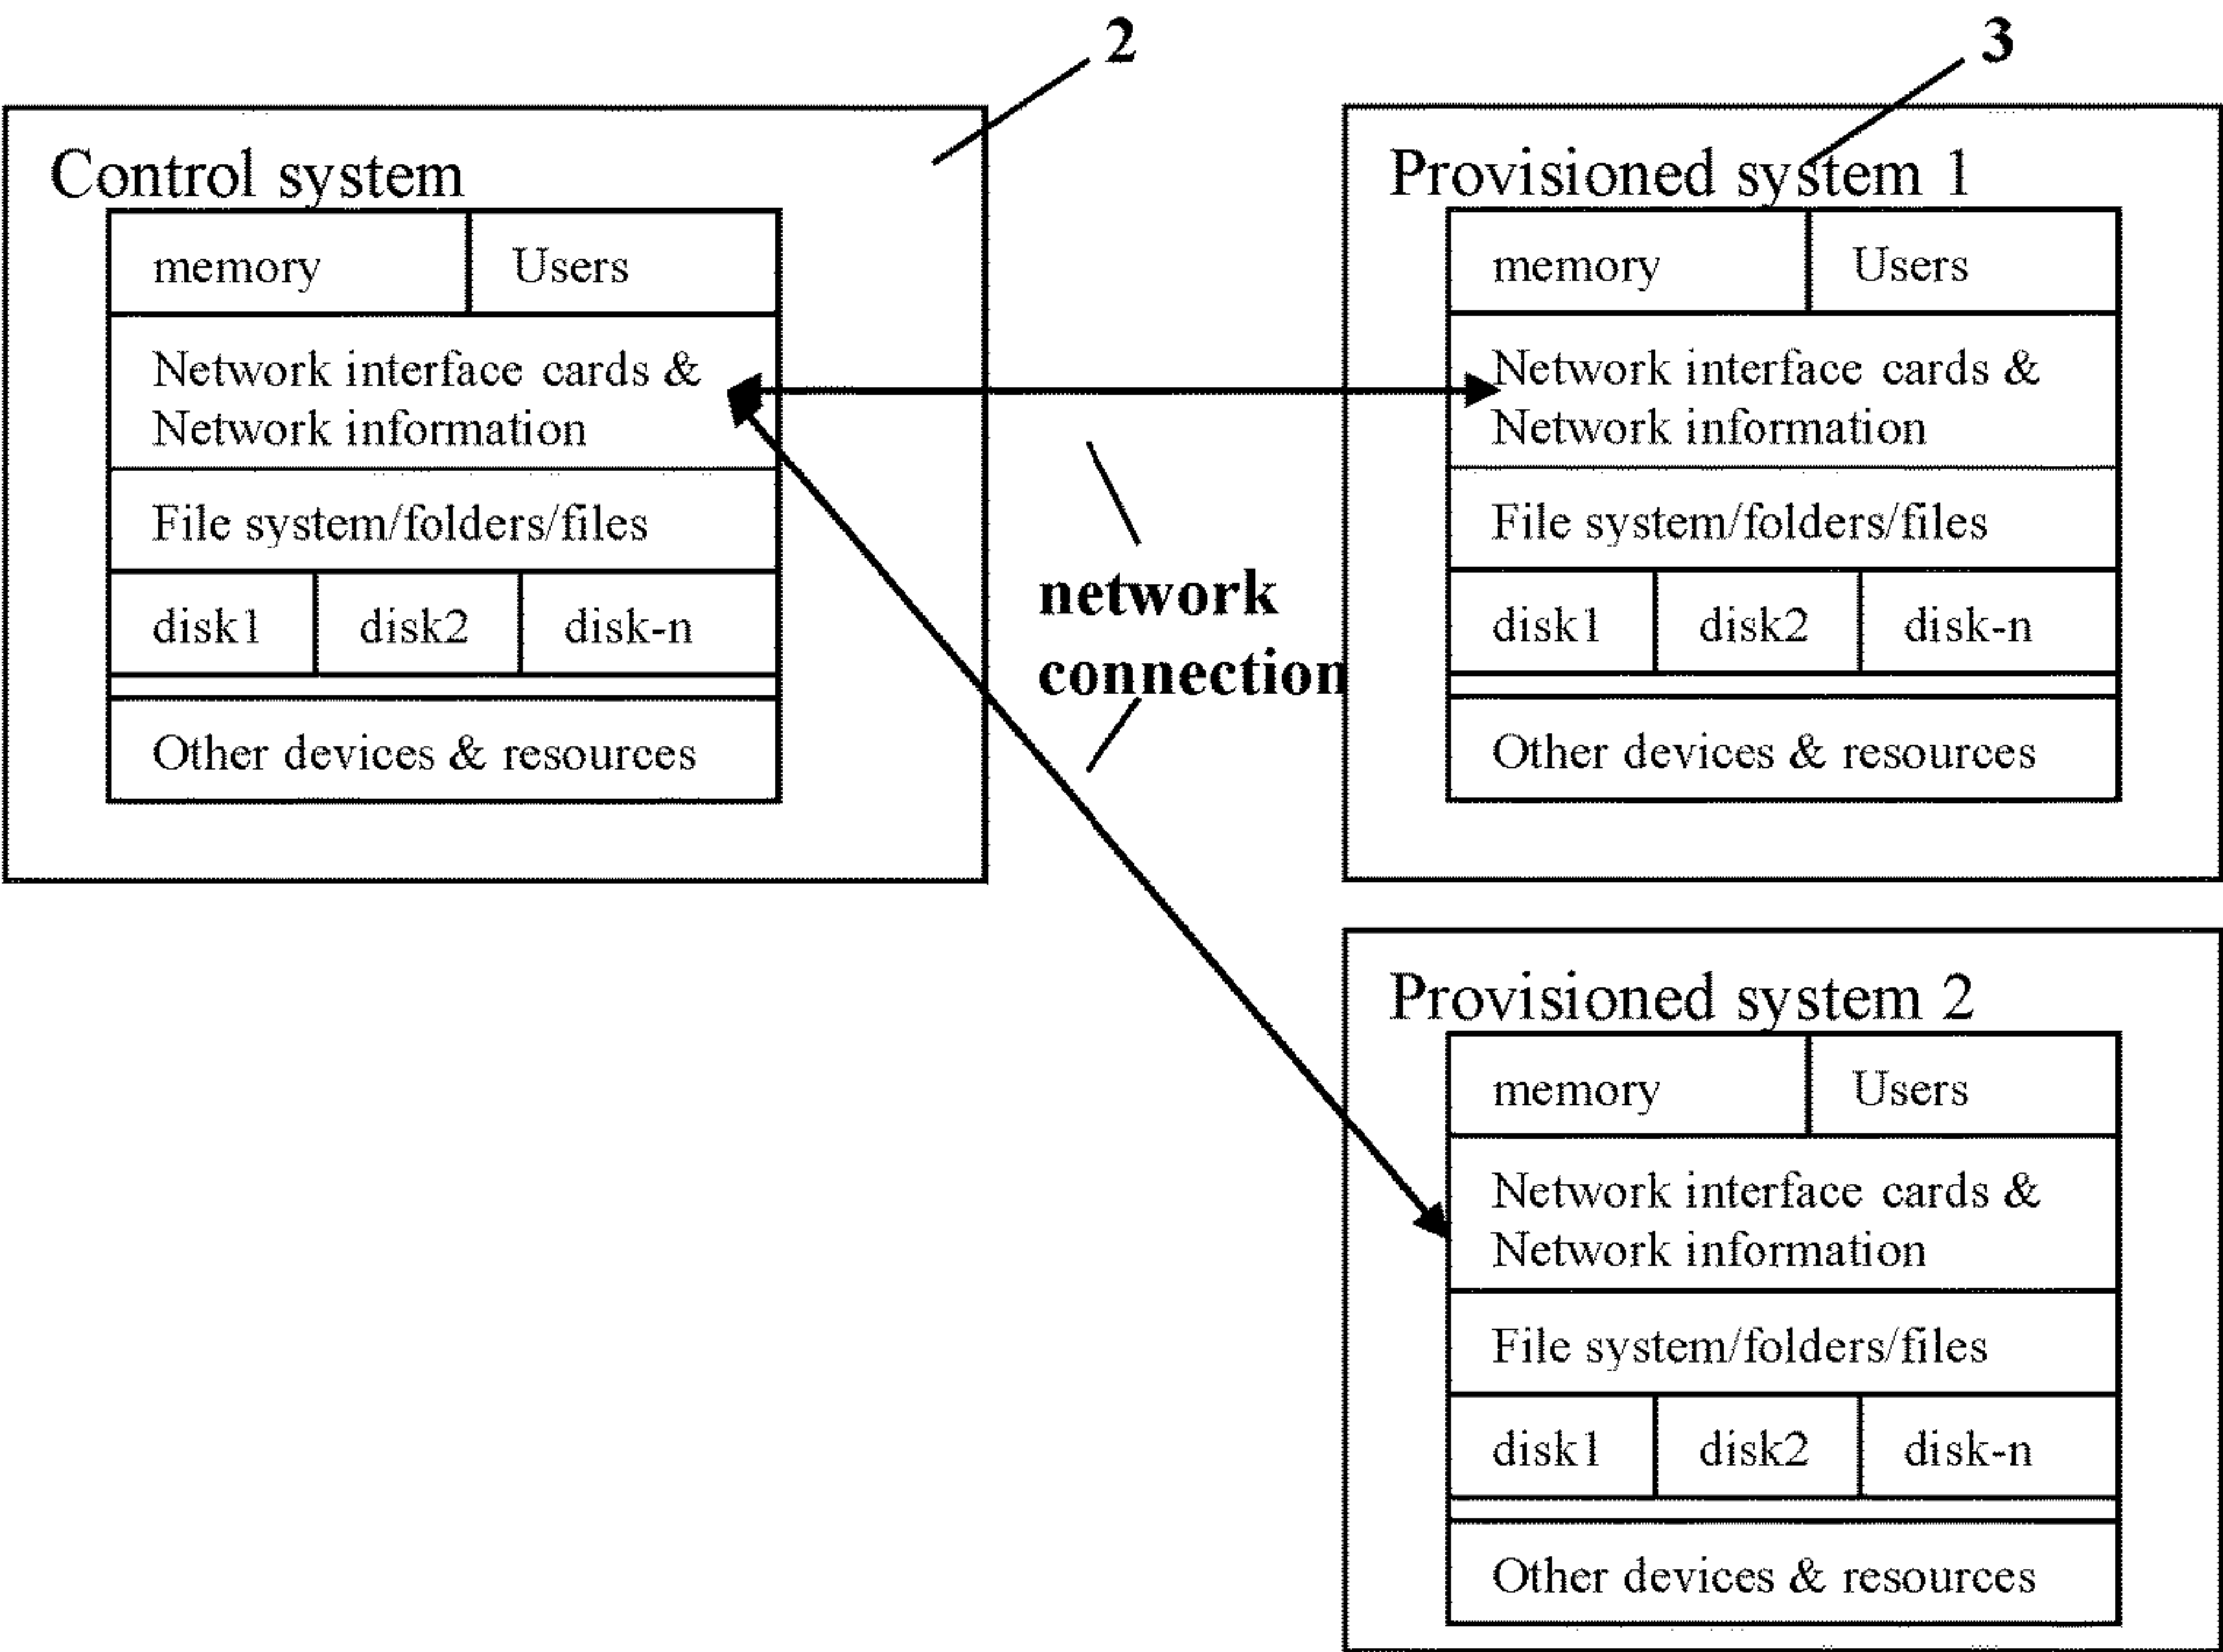 2
3
Control system
memory
Users
Network interface cards &
Network information
File system/folders/files
disk1
disk2
disk-n
Other devices & resources
network
connection
Provisioned system 1
memory
Users
Network interface cards &
Network information
File system/folders/files
disk1
disk2
disk-n
Other devices & resources
Provisioned system 2
memory
Users
Network interface cards &
Network information
File system/folders/files
disk1
disk2
disk-n
Other devices & resources